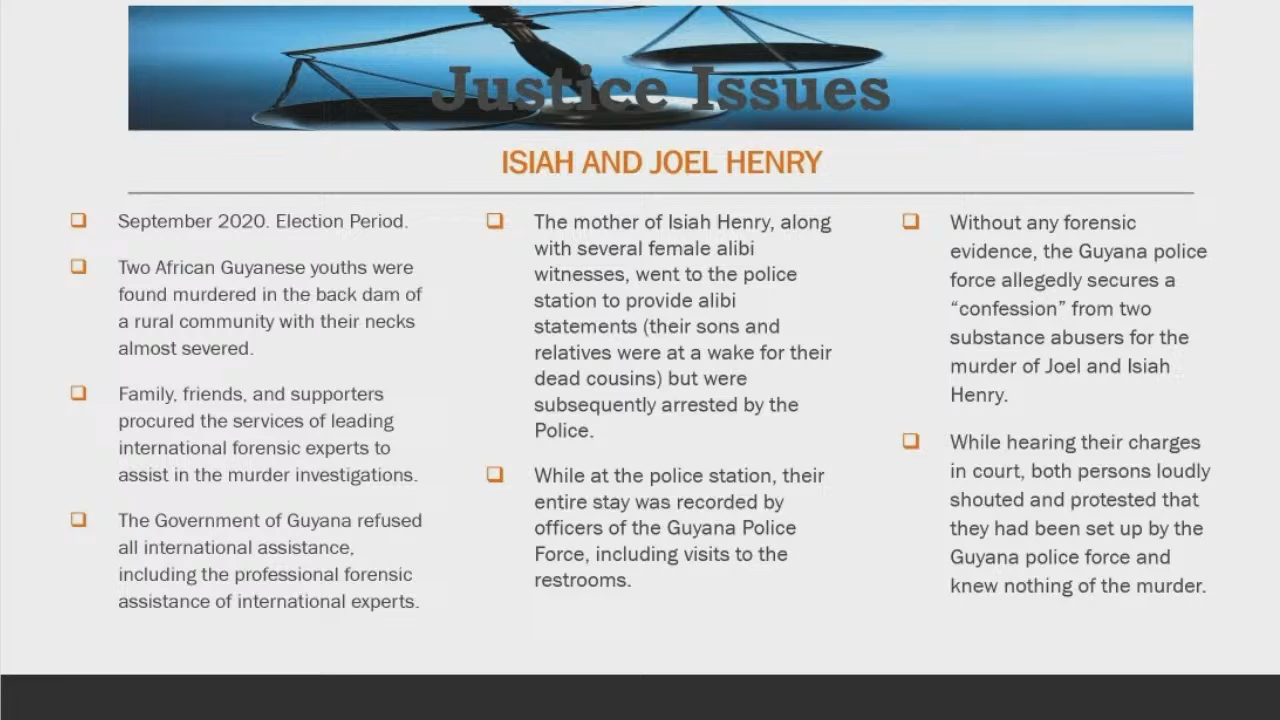 Justice Issues
ISIAH AND JOEL HENRY
September 2020. Election Period.
Two African Guyanese youths were
found murdered in the back dam of
a rural community with their necks
almost severed.
Family, friends, and supporters
procured the services of leading
international forensic experts to
assist in the murder investigations.
The Government of Guyana refused
all international assistance,
including the professional forensic
assistance of international experts.
The mother of Isiah Henry, along
with several female alibi
witnesses, went to the police
station to provide alibi
statements (their sons and
relatives were at a wake for their
dead cousins) but were
subsequently arrested by the
Police.
While at the police station, their
entire stay was recorded by
officers of the Guyana Police
Force, including visits to the
restrooms.
Without any forensic
evidence, the Guyana police
force allegedly secures a
“confession” from two
substance abusers for the
murder of Joel and Isiah
Henry.
While hearing their charges
in court, both persons loudly
shouted and protested that
they had been set up by the
Guyana police force and
knew nothing of the murder.